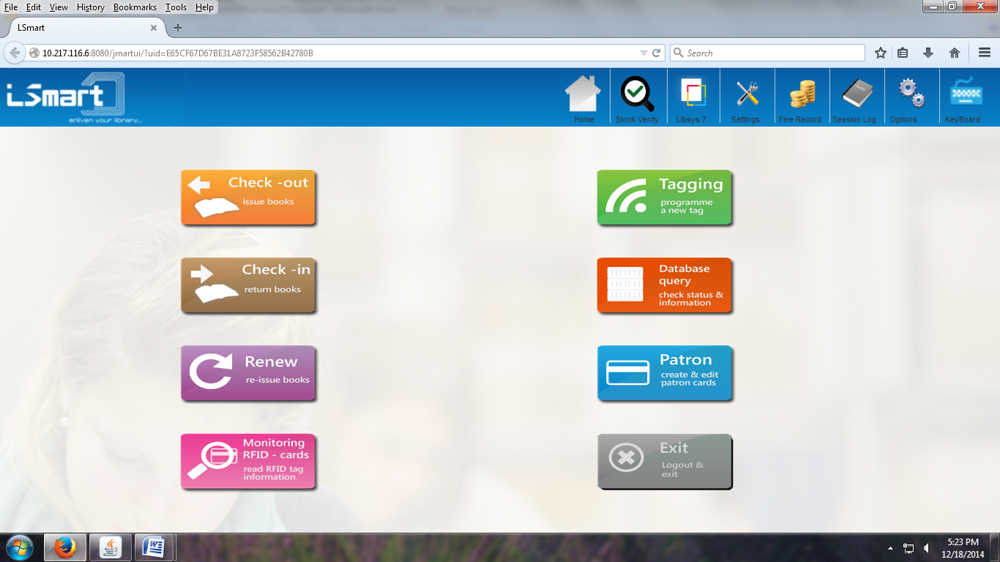 File Edit View History Bookmarks Tools Help
LSmart
10.217.116.6:8080/jmartui/?uid=E65CF67D67BE31A8723F58562B42780B
Search
LSmart
enliven your library...
Home
Stock Verify
Libsys 7
Settings
Fine Record
Session Log
Options
KeyBoard
Check -out
issue books
Tagging
programme
a new tag
Check -in
return books
Database
query
check status &
information
Renew
re-issue books
Patron
create & edit
patron cards
Monitoring
RFID - cards
read RFID tag
information
Exit
Logout &
exit
5:23 PM
12/18/2014